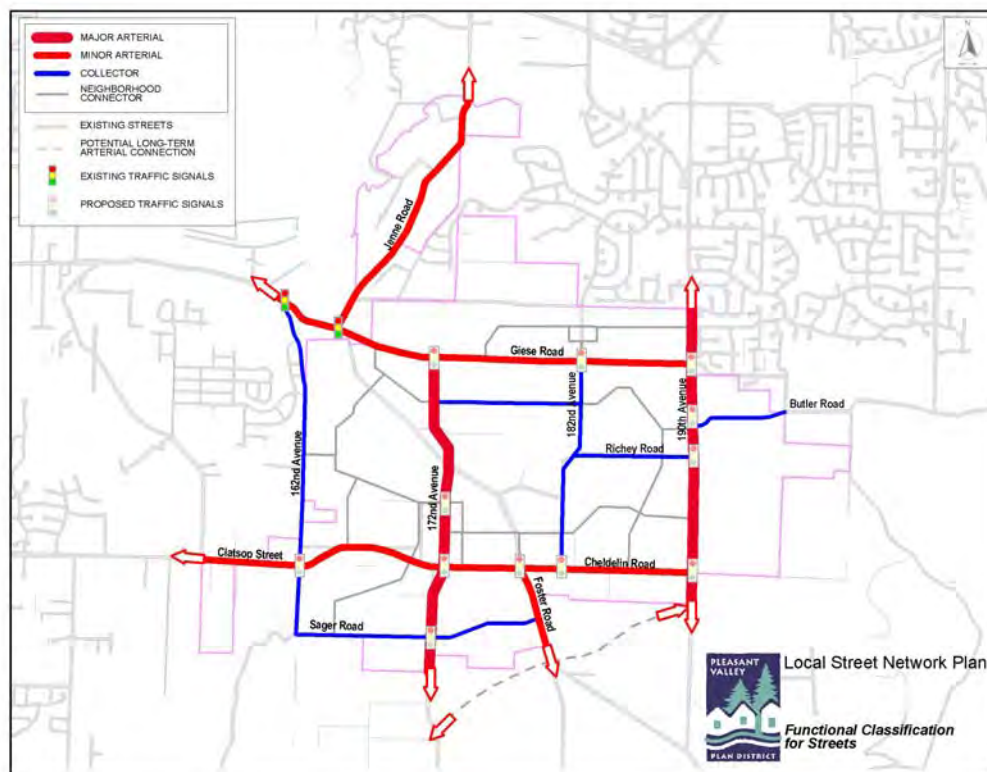 MAJOR ARTERIAL
MINOR ARTERIAL
COLLECTOR
NEIGHBORHOOD
CONNECTOR
EXISTING STREETS
POTENTIAL LONG-TERM
ARTERIAL CONNECTION
EXISTING TRAFFIC SIGNALS
PROPOSED TRAFFIC SIGNALS
N
Jenne Road
Giese Road
182nd Avenue
190th Avenue
Butler Road
Richey Road
162nd Avenue
172nd Avenue
Clatsop Street
Cheldelin Road
Foster Road
Sager Road
PLEASANT
VALLEY
PLAN DISTRICT
Local Street Network Plan
Functional Classification
for Streets